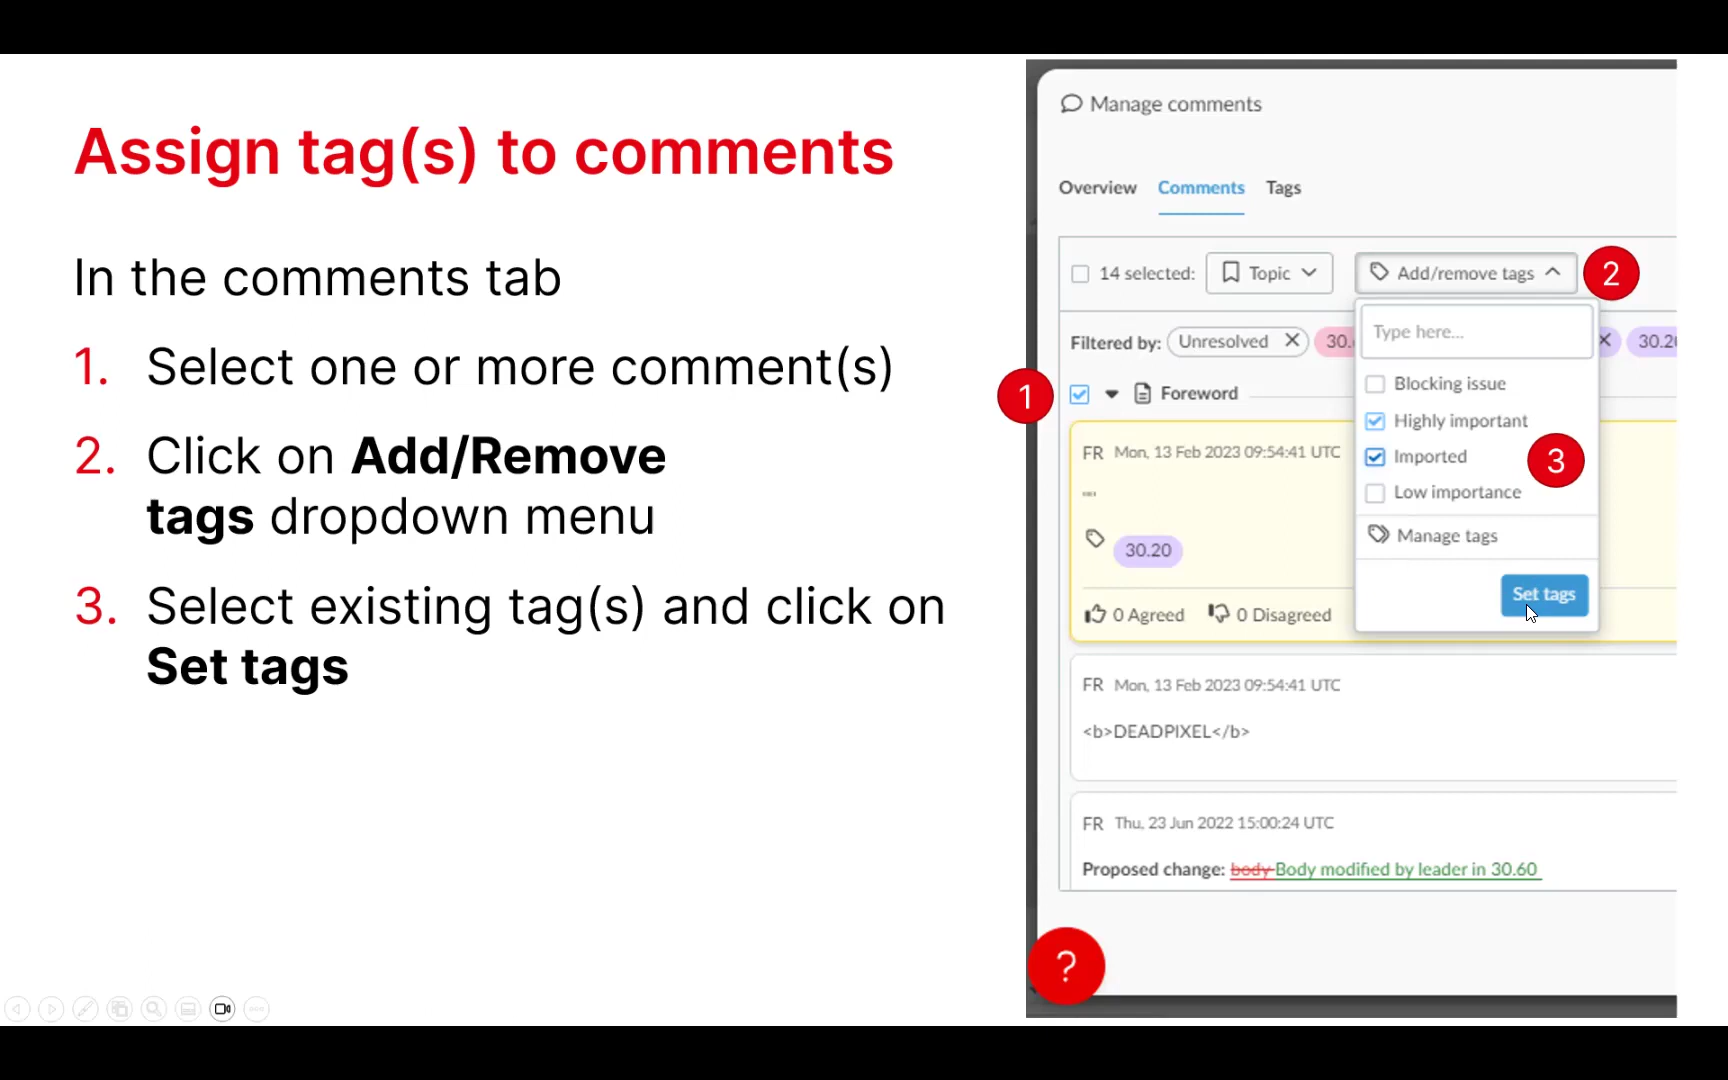 Assign tag(s) to comments
In the comments tab
1. Select one or more comment(s)
2. Click on Add/Remove
tags dropdown menu
3. Select existing tag(s) and click on
Set tags
Manage comments
Overview Comments Tags
14 selected: Topic Add/remove tags 2
Type here...
Filtered by: Unresolved X 30. X 30.2
1 Foreword
Blocking issue
Highly important
Imported 3
Low importance
Manage tags
Set tags
FR Mon, 13 Feb 2023 09:54:41 UTC
30.20
0 Agreed 0 Disagreed
FR Mon, 13 Feb 2023 09:54:41 UTC
<b>DEADPIXEL</b>
FR Thu, 23 Jun 2022 15:00:24 UTC
Proposed change: body Body modified by leader in 30.60
?